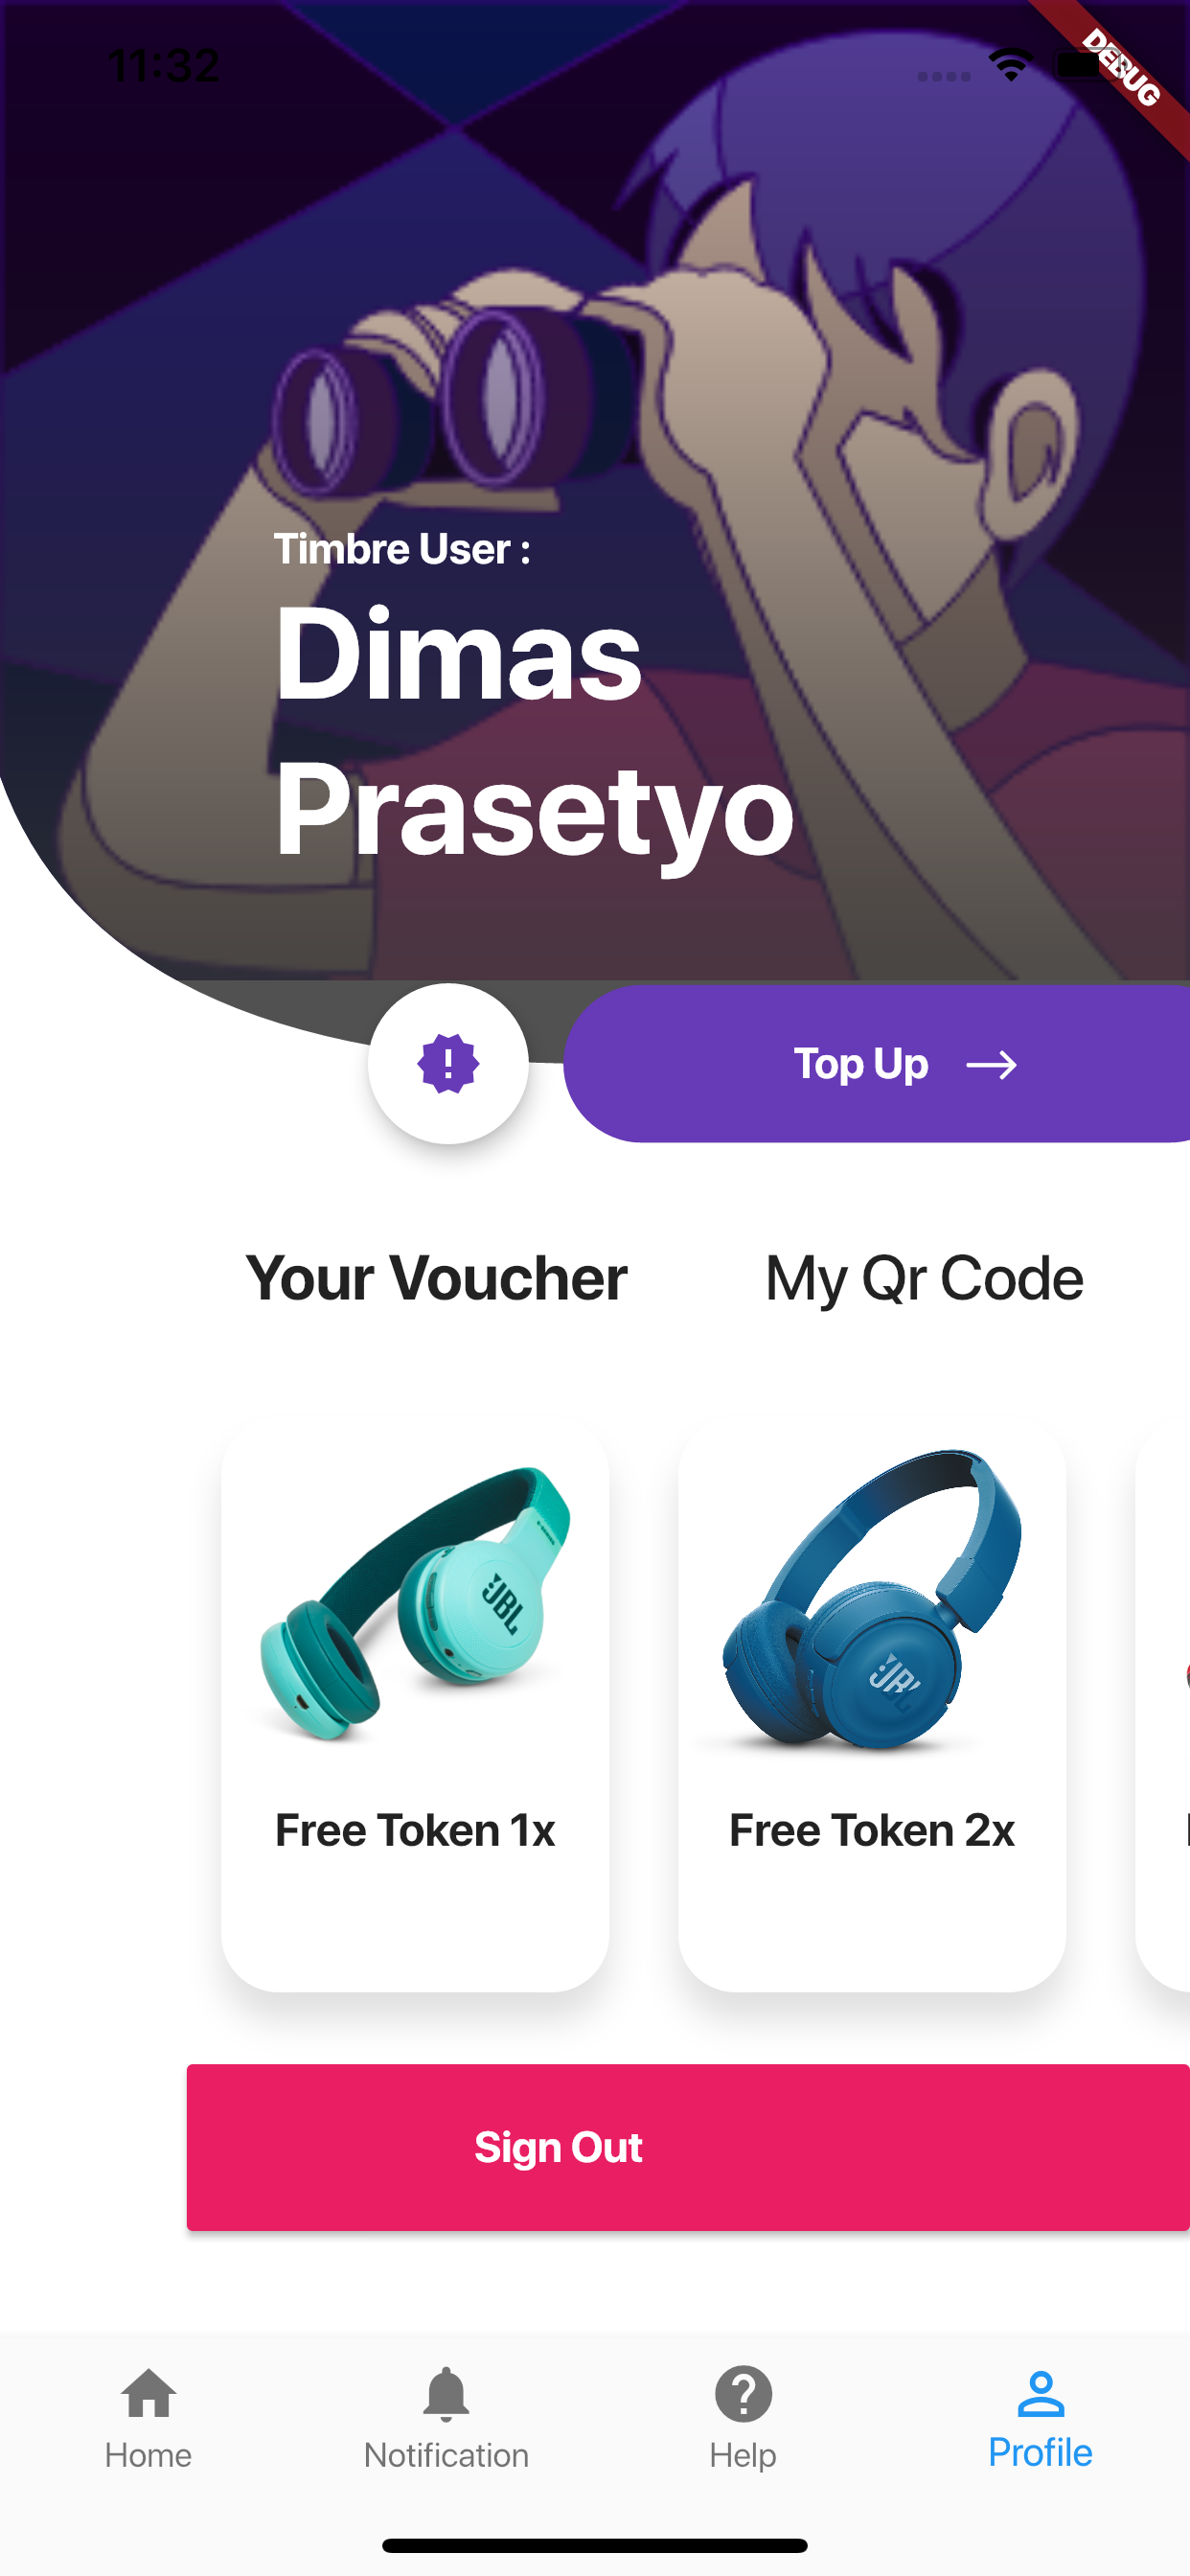 11:32
DEBUG
Timbre User :
Dimas
Prasetyo
!
Top Up →
Your Voucher My Qr Code
JBL JBL
Free Token 1x Free Token 2x
Sign Out
Home Notification Help Profile